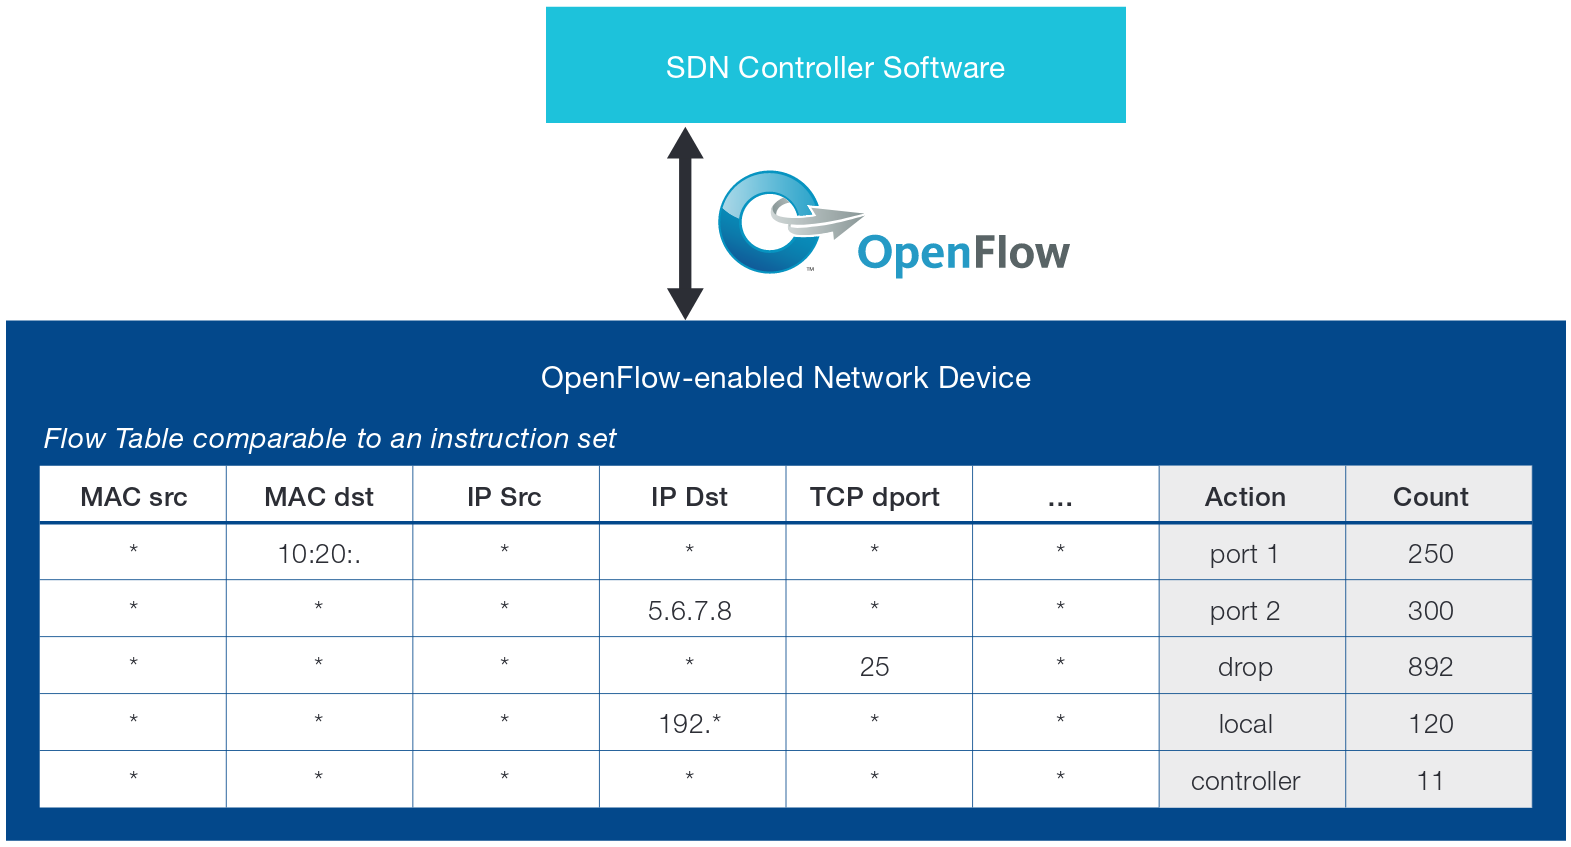 SDN Controller Software
OpenFlow
™
OpenFlow-enabled Network Device
Flow Table comparable to an instruction set
MAC src MAC dst IP Src IP Dst TCP dport ... Action Count
* 10:20:. * * * * port 1 250
* * * 5.6.7.8 * * port 2 300
* * * * 25 * drop 892
* * * 192.* * * local 120
* * * * * * controller 11